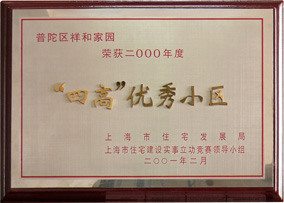 普陀区祥和家园
荣获二000年度
“四高”优秀小区
上海市住宅发展局
上海市住宅建设实事立功竞赛领导小组
二00一年二月